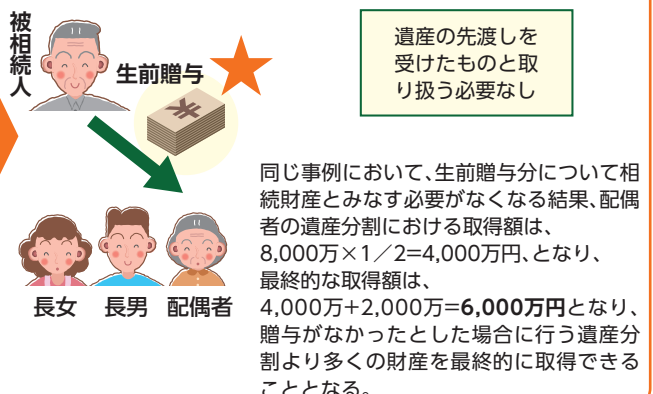 被相続人
生前贈与
遺産の先渡しを
受けたものと取
り扱う必要なし
同じ事例において、生前贈与分について相
続財産とみなす必要がなくなる結果、配偶
者の遺産分割における取得額は、
8,000万×1／2=4,000万円、となり、
最終的な取得額は、
4,000万+2,000万=6,000万円となり、
贈与がなかったとした場合に行う遺産分
割より多くの財産を最終的に取得できる
こととなる。
長女 長男 配偶者
¥